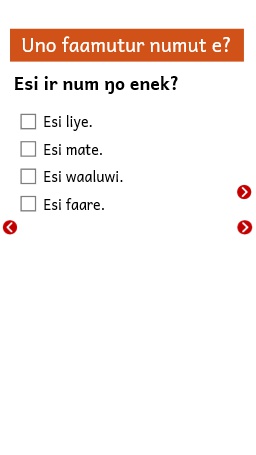 Uno faamutur numut e?
Esi ir num ŋo enek?
Esi liye.
Esi mate.
Esi waaluwi.
Esi faare.